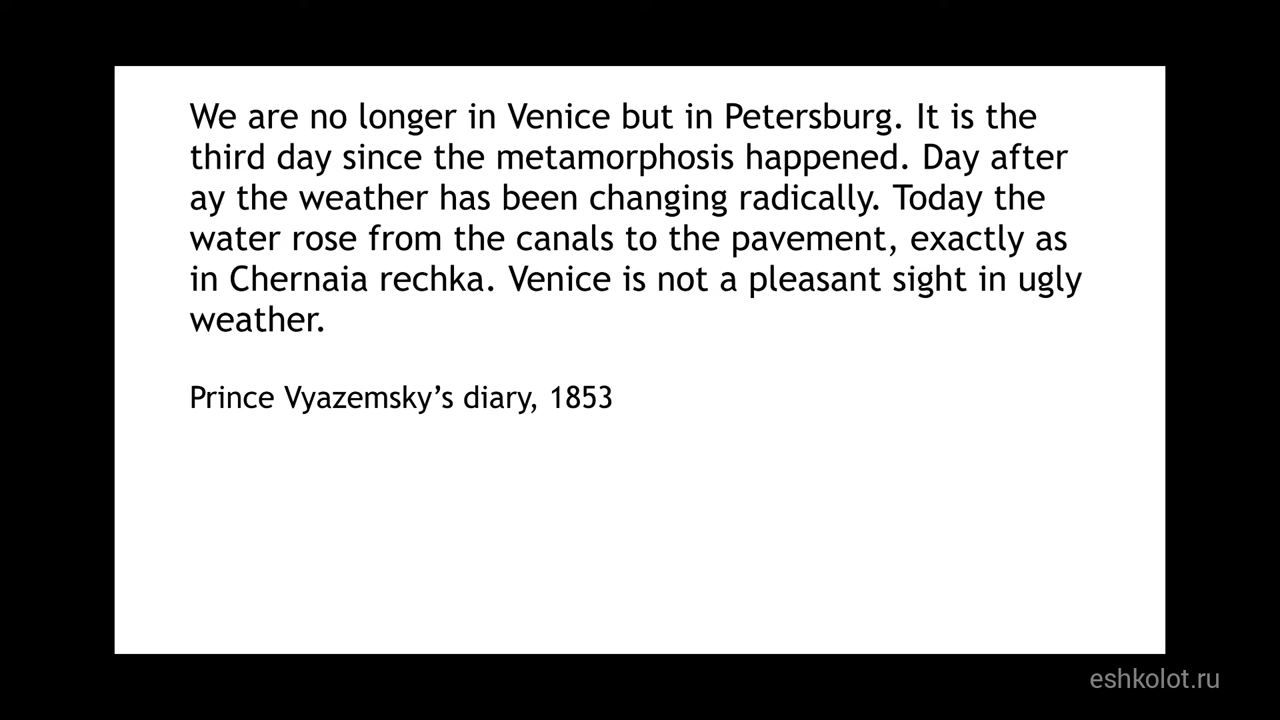 We are no longer in Venice but in Petersburg. It is the
third day since the metamorphosis happened. Day after
ay the weather has been changing radically. Today the
water rose from the canals to the pavement, exactly as
in Chernaia rechka. Venice is not a pleasant sight in ugly
weather.
Prince Vyazemsky’s diary, 1853
eshkolot.ru